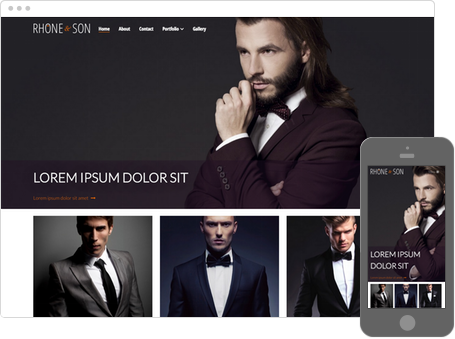 RHONE & SON
Home About Contact Portfolio Gallery
LOREM IPSUM DOLOR SIT
Lorem ipsum dolor sit amet
RHONE & SON
LOREM IPSUM
DOLOR SIT